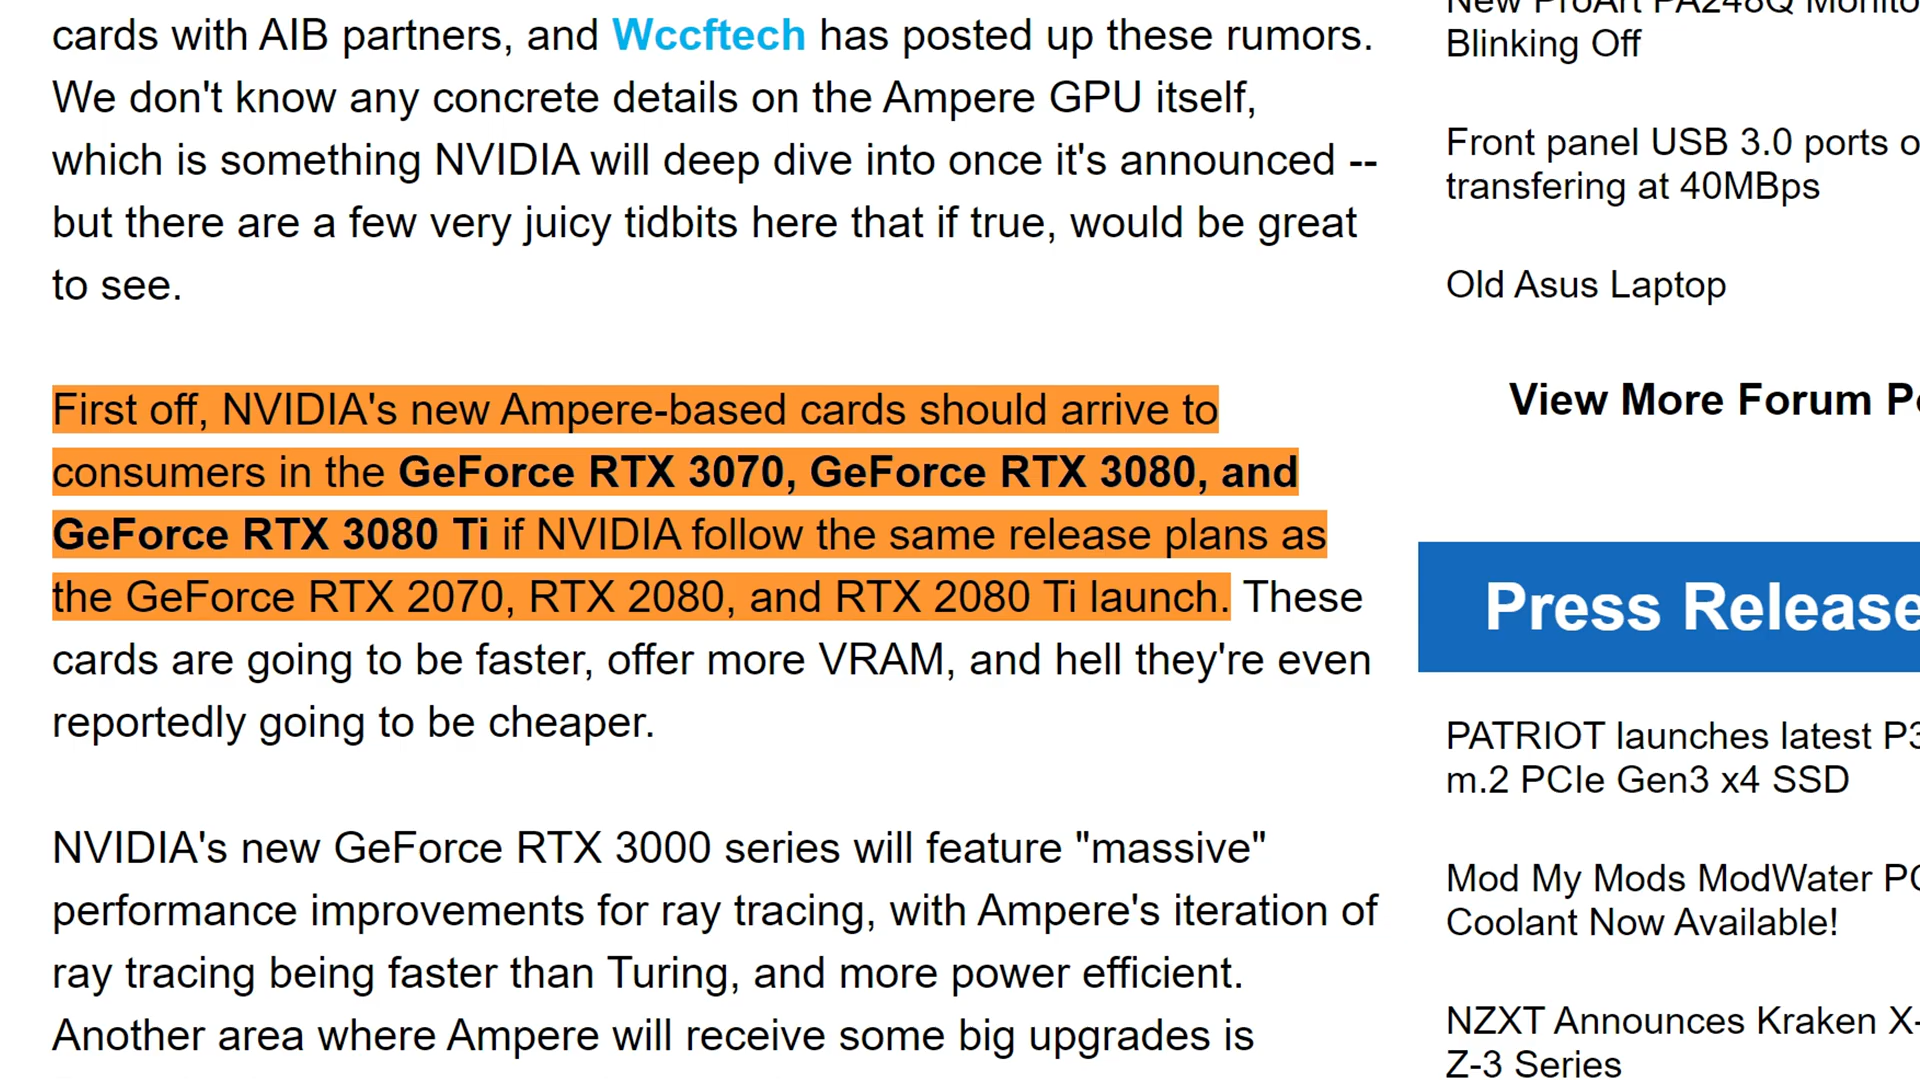 cards with AIB partners, and Wccftech has posted up these rumors.
We don't know any concrete details on the Ampere GPU itself,
which is something NVIDIA will deep dive into once it's announced --
but there are a few very juicy tidbits here that if true, would be great
to see.
First off, NVIDIA's new Ampere-based cards should arrive to
consumers in the GeForce RTX 3070, GeForce RTX 3080, and
GeForce RTX 3080 Ti if NVIDIA follow the same release plans as
the GeForce RTX 2070, RTX 2080, and RTX 2080 Ti launch. These
cards are going to be faster, offer more VRAM, and hell they're even
reportedly going to be cheaper.
NVIDIA's new GeForce RTX 3000 series will feature "massive"
performance improvements for ray tracing, with Ampere's iteration of
ray tracing being faster than Turing, and more power efficient.
Another area where Ampere will receive some big upgrades is
New ProArt PA248Q
Blinking Off
Front panel USB 3.0 ports
transfering at 40MBps
Old Asus Laptop
View More Forum
Press Release
PATRIOT launches latest
m.2 PCIe Gen3 x4 SSD
Mod My Mods ModWater
Coolant Now Available!
NZXT Announces Kraken X-
Z-3 Series